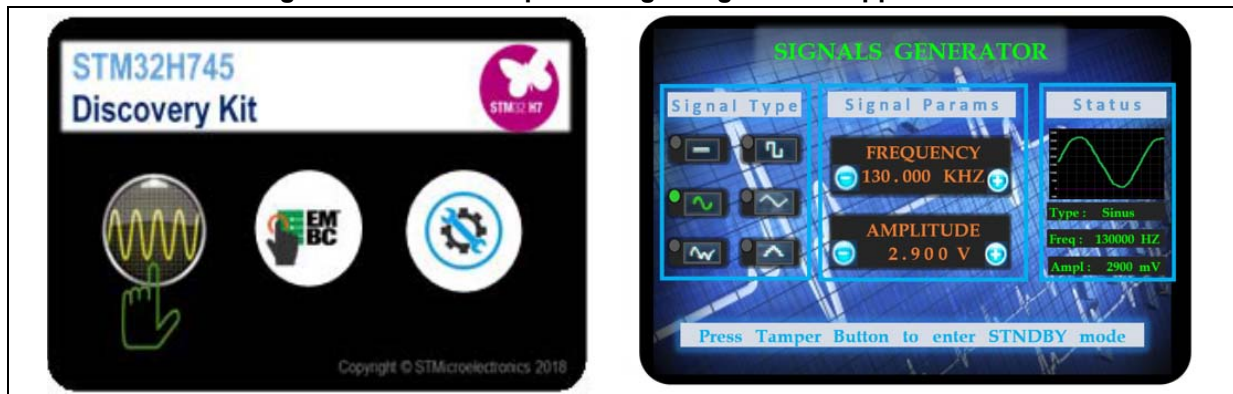 STM32H745
Discovery Kit
STM32 H7
EM
BC
Copyright © STMicroelectronics 2018
SIGNALS GENERATOR
Signal Type
Signal Params
FREQUENCY
130.000 KHZ
AMPLITUDE
2.900 V
Status
Type : Sinus
Freq : 130000 HZ
Ampl : 2900 mV
Press Tamper Button to enter STNDBY mode